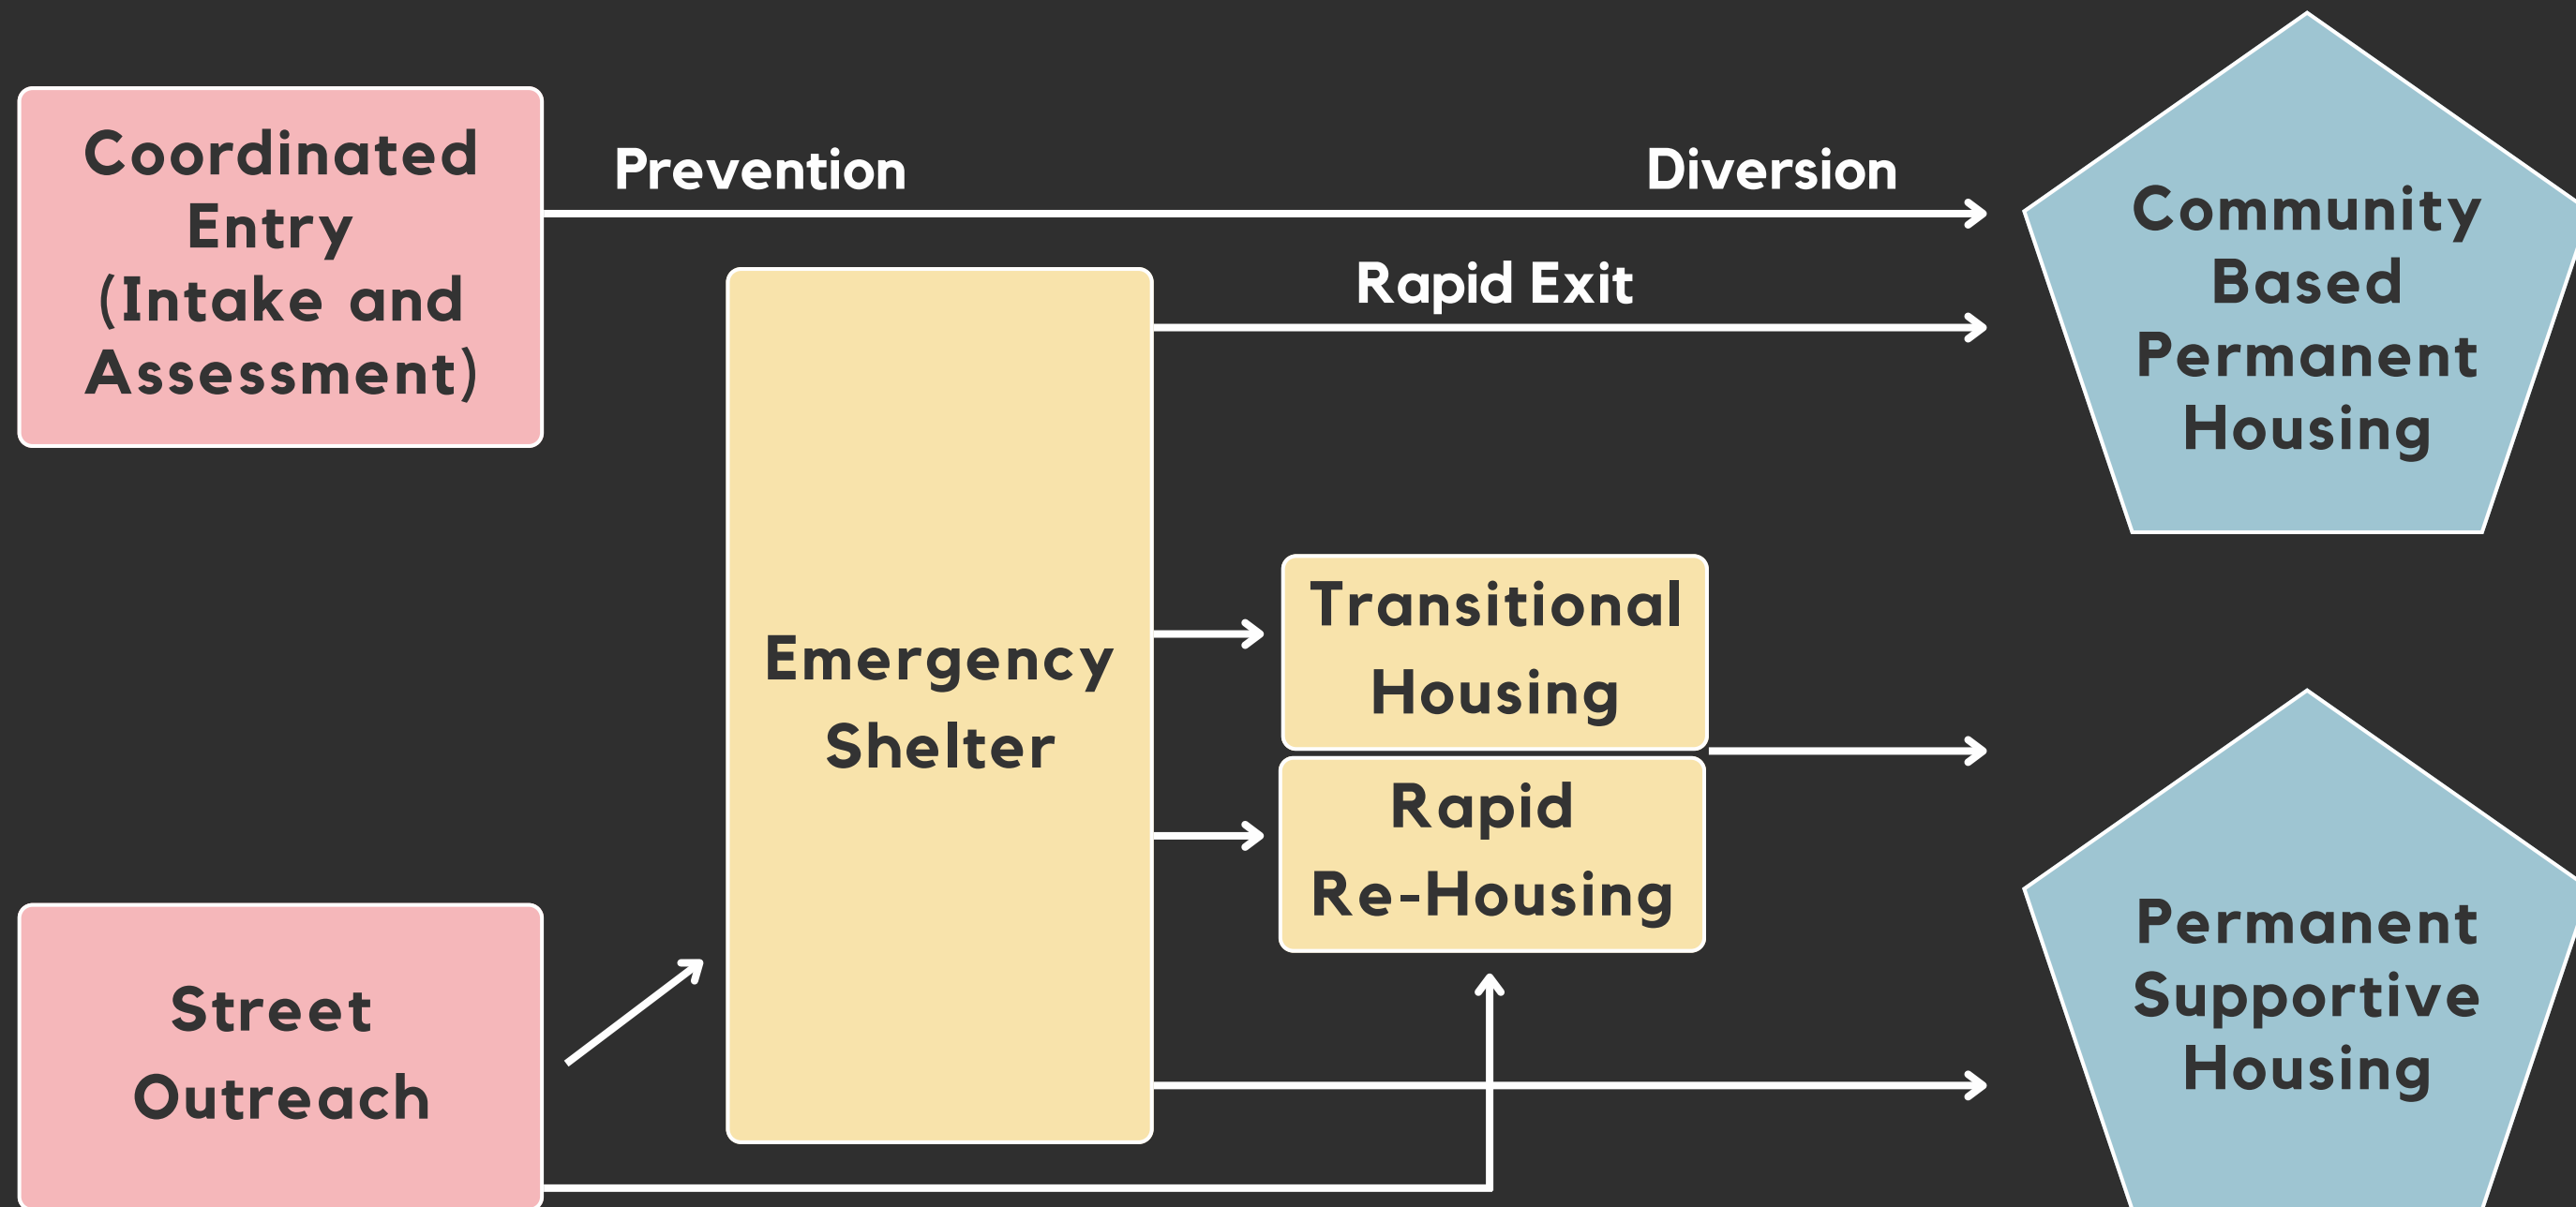 Coordinated
Entry
(Intake and
Assessment)
Prevention
Diversion
Rapid Exit
Community
Based
Permanent
Housing
Emergency
Shelter
Transitional
Housing
Rapid
Re-Housing
Street
Outreach
Permanent
Supportive
Housing